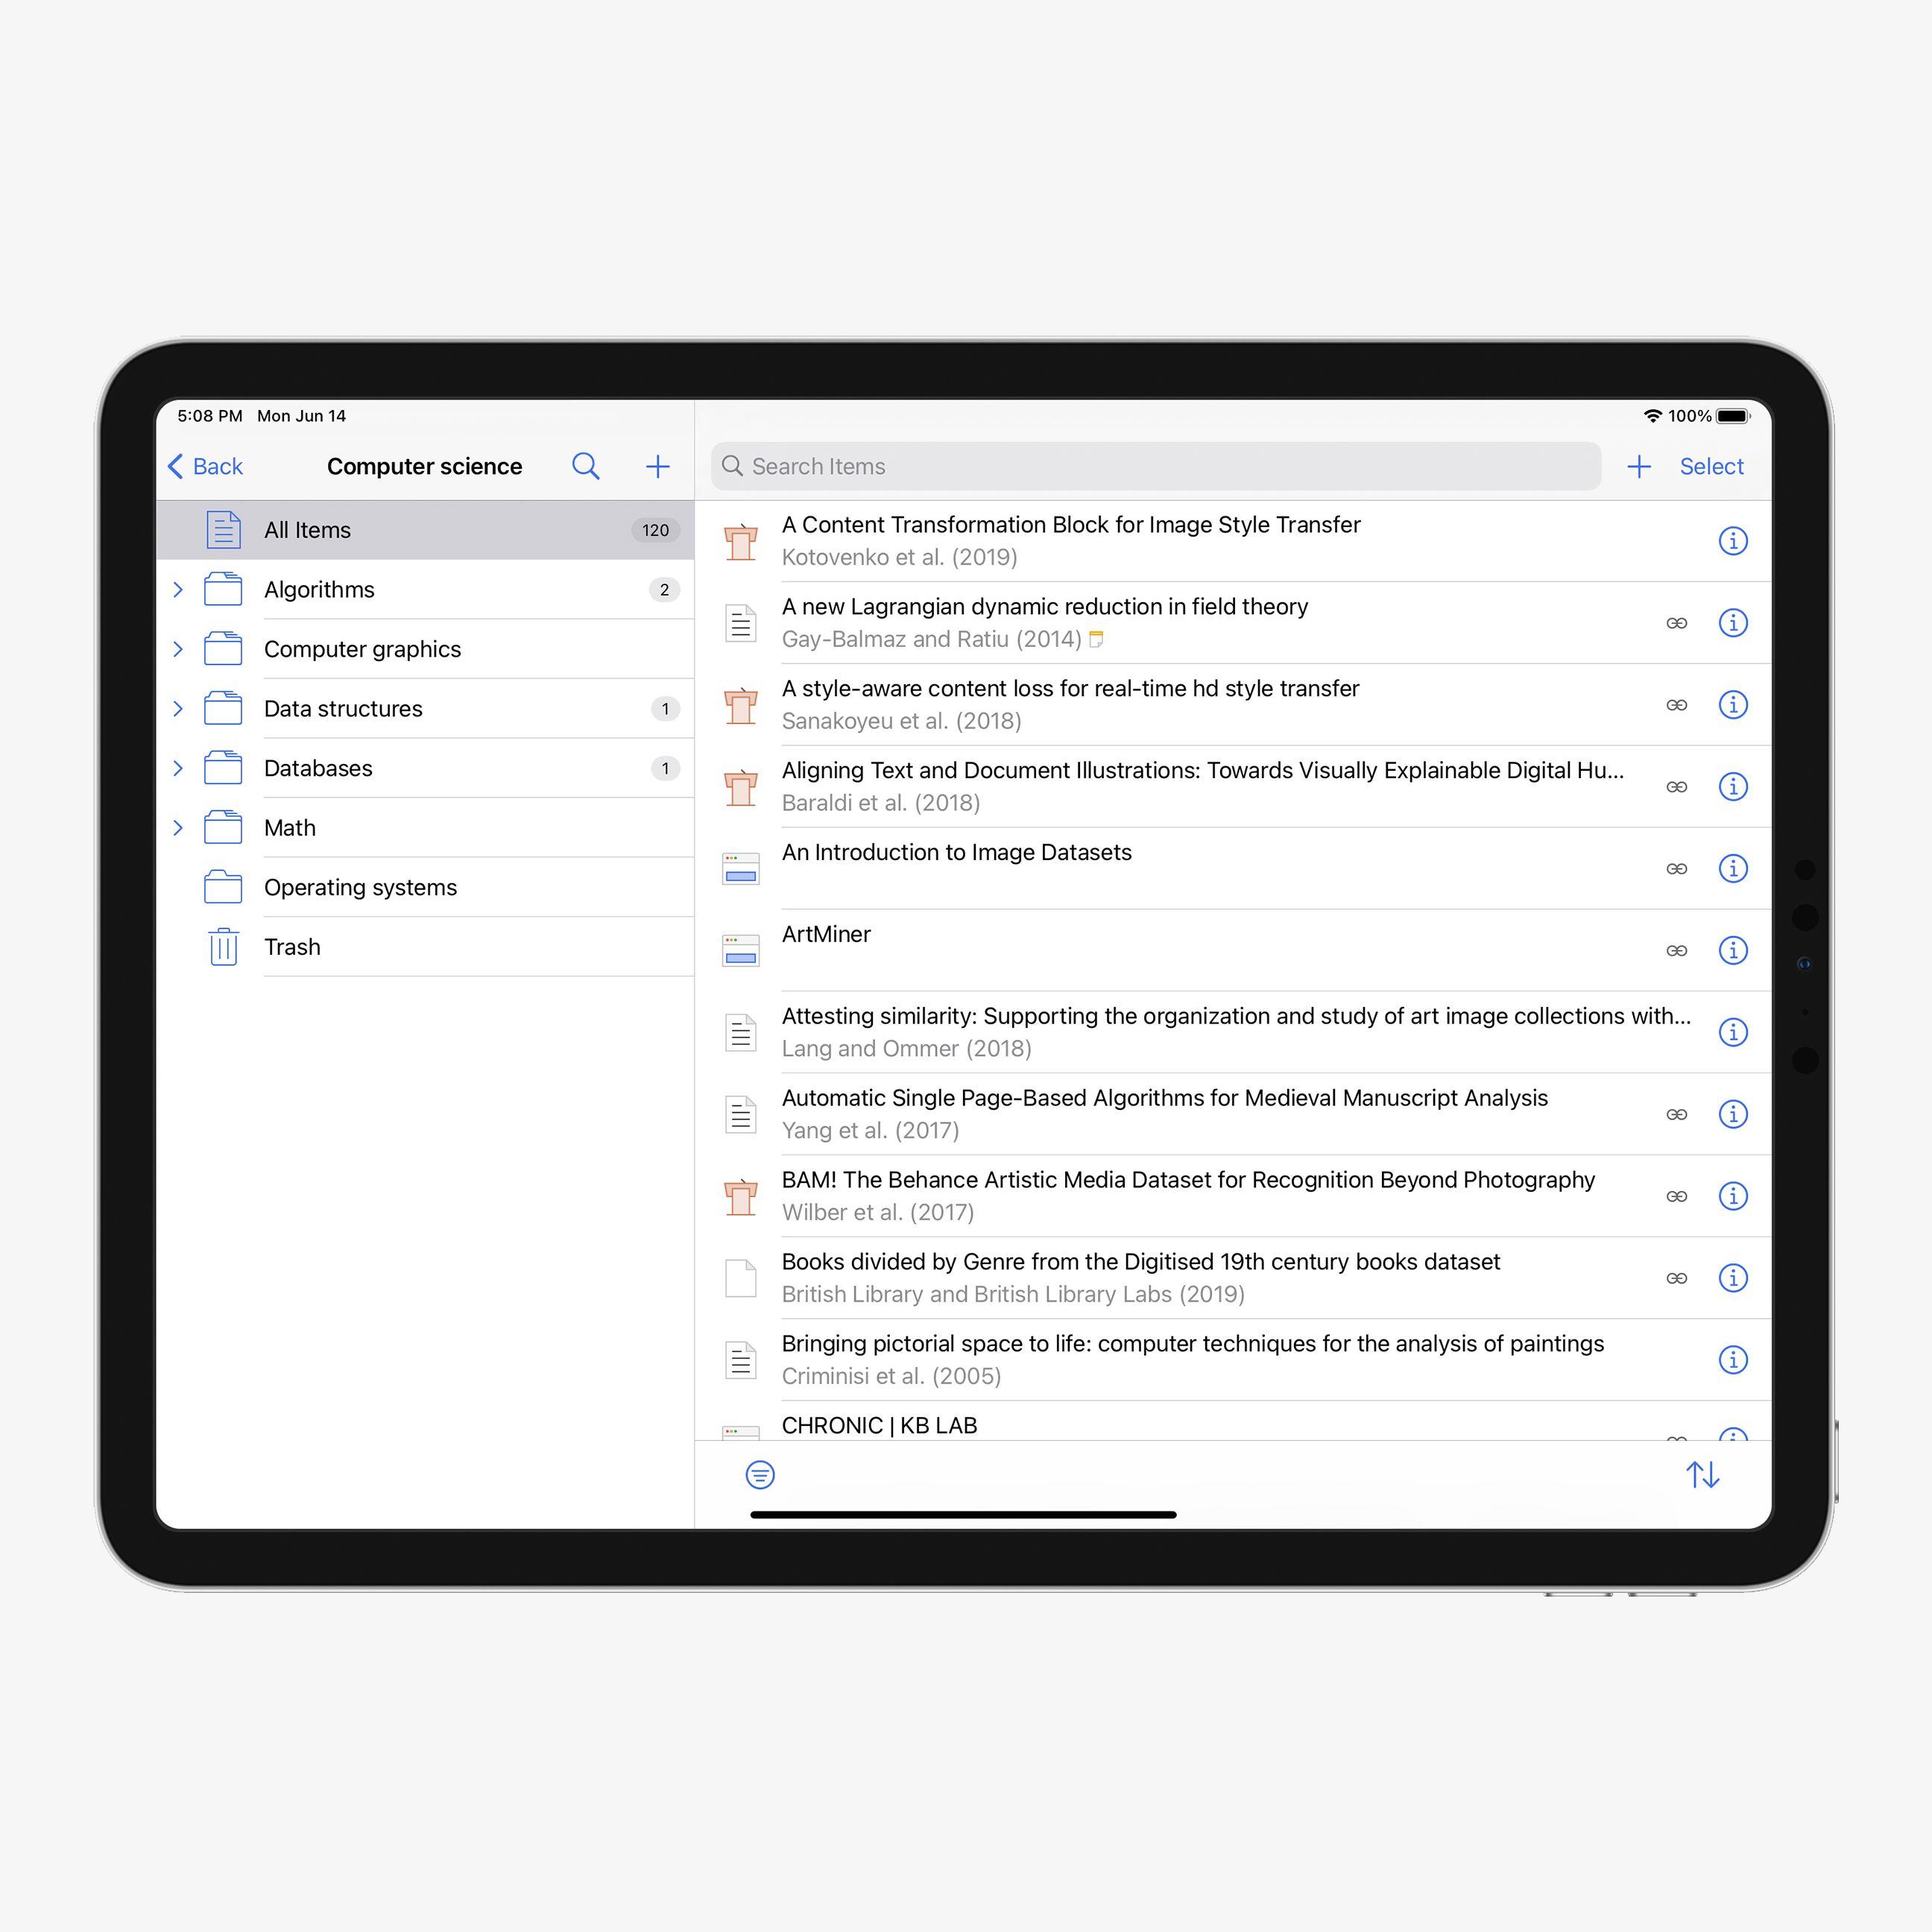 5:08 PM Mon Jun 14
100%
Back
Computer science
Search Items
Select
All Items
120
Algorithms
2
Computer graphics
Data structures
1
Databases
1
Math
Operating systems
Trash
A Content Transformation Block for Image Style Transfer
Kotovenko et al. (2019)
A new Lagrangian dynamic reduction in field theory
Gay-Balmaz and Ratiu (2014)
A style-aware content loss for real-time hd style transfer
Sanakoyeu et al. (2018)
Aligning Text and Document Illustrations: Towards Visually Explainable Digital Hu...
Baraldi et al. (2018)
An Introduction to Image Datasets
ArtMiner
Attesting similarity: Supporting the organization and study of art image collections with...
Lang and Ommer (2018)
Automatic Single Page-Based Algorithms for Medieval Manuscript Analysis
Yang et al. (2017)
BAM! The Behance Artistic Media Dataset for Recognition Beyond Photography
Wilber et al. (2017)
Books divided by Genre from the Digitised 19th century books dataset
British Library and British Library Labs (2019)
Bringing pictorial space to life: computer techniques for the analysis of paintings
Criminisi et al. (2005)
CHRONIC | KB LAB